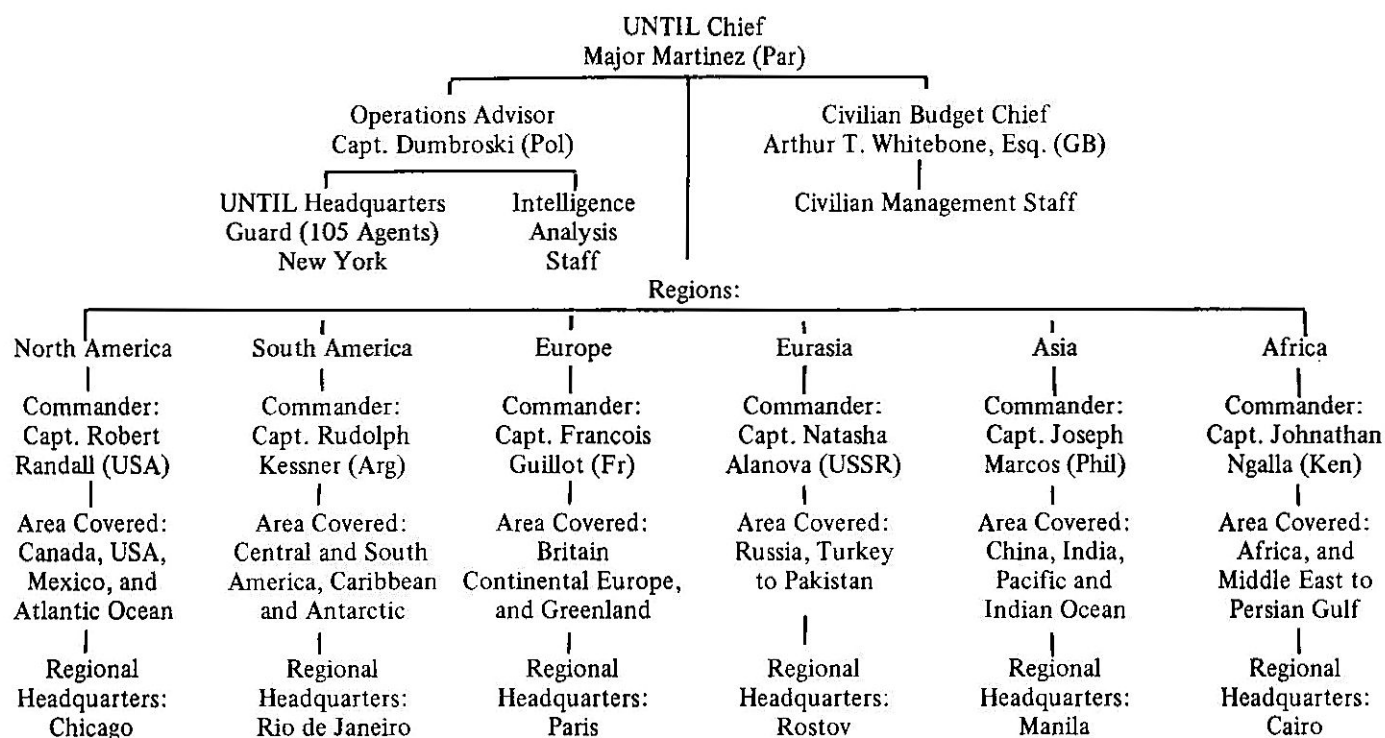 UNTIL Chief
Major Martinez (Par)
Operations Advisor
Capt. Dumbroski (Pol)
Civilian Budget Chief
Arthur T. Whitebone, Esq. (GB)
UNTIL Headquarters
Guard (105 Agents)
New York
Intelligence
Analysis
Staff
Civilian Management Staff
Regions:
North America
Commander:
Capt. Robert
Randall (USA)
Area Covered:
Canada, USA,
Mexico, and
Atlantic Ocean
Regional
Headquarters:
Chicago
South America
Commander:
Capt. Rudolph
Kessner (Arg)
Area Covered:
Central and South
America, Caribbean
and Antarctic
Regional
Headquarters:
Rio de Janeiro
Europe
Commander:
Capt. Francois
Guillot (Fr)
Area Covered:
Britain
Continental Europe,
and Greenland
Regional
Headquarters:
Paris
Eurasia
Commander:
Capt. Natasha
Alanova (USSR)
Area Covered:
Russia, Turkey
to Pakistan
Regional
Headquarters:
Rostov
Asia
Commander:
Capt. Joseph
Marcos (Phil)
Area Covered:
China, India,
Pacific and
Indian Ocean
Regional
Headquarters:
Manila
Africa
Commander:
Capt. Johnathan
Ngalla (Ken)
Area Covered:
Africa, and
Middle East to
Persian Gulf
Regional
Headquarters:
Cairo